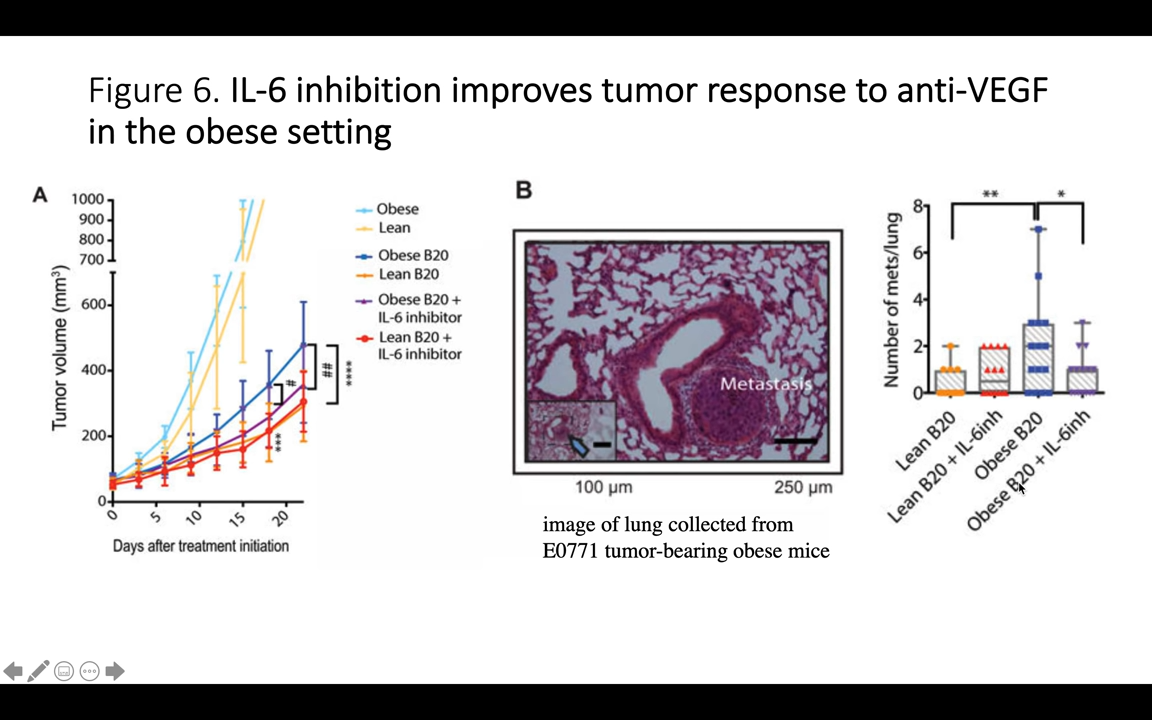 Figure 6. IL-6 inhibition improves tumor response to anti-VEGF
in the obese setting
A
Tumor volume (mm³)
1000
900
800
700
600
400
200
0
0
5
10
15
20
Days after treatment initiation
#
##
***
****
Obese
Lean
Obese B20
Lean B20
Obese B20 +
IL-6 inhibitor
Lean B20 +
IL-6 inhibitor
B
Metastasis
100 µm
250 µm
image of lung collected from
E0771 tumor-bearing obese mice
Number of mets/lung
8
6
4
2
0
**
*
Lean B20
Lean B20 + IL-6inh
Obese B20
Obese B20 + IL-6inh